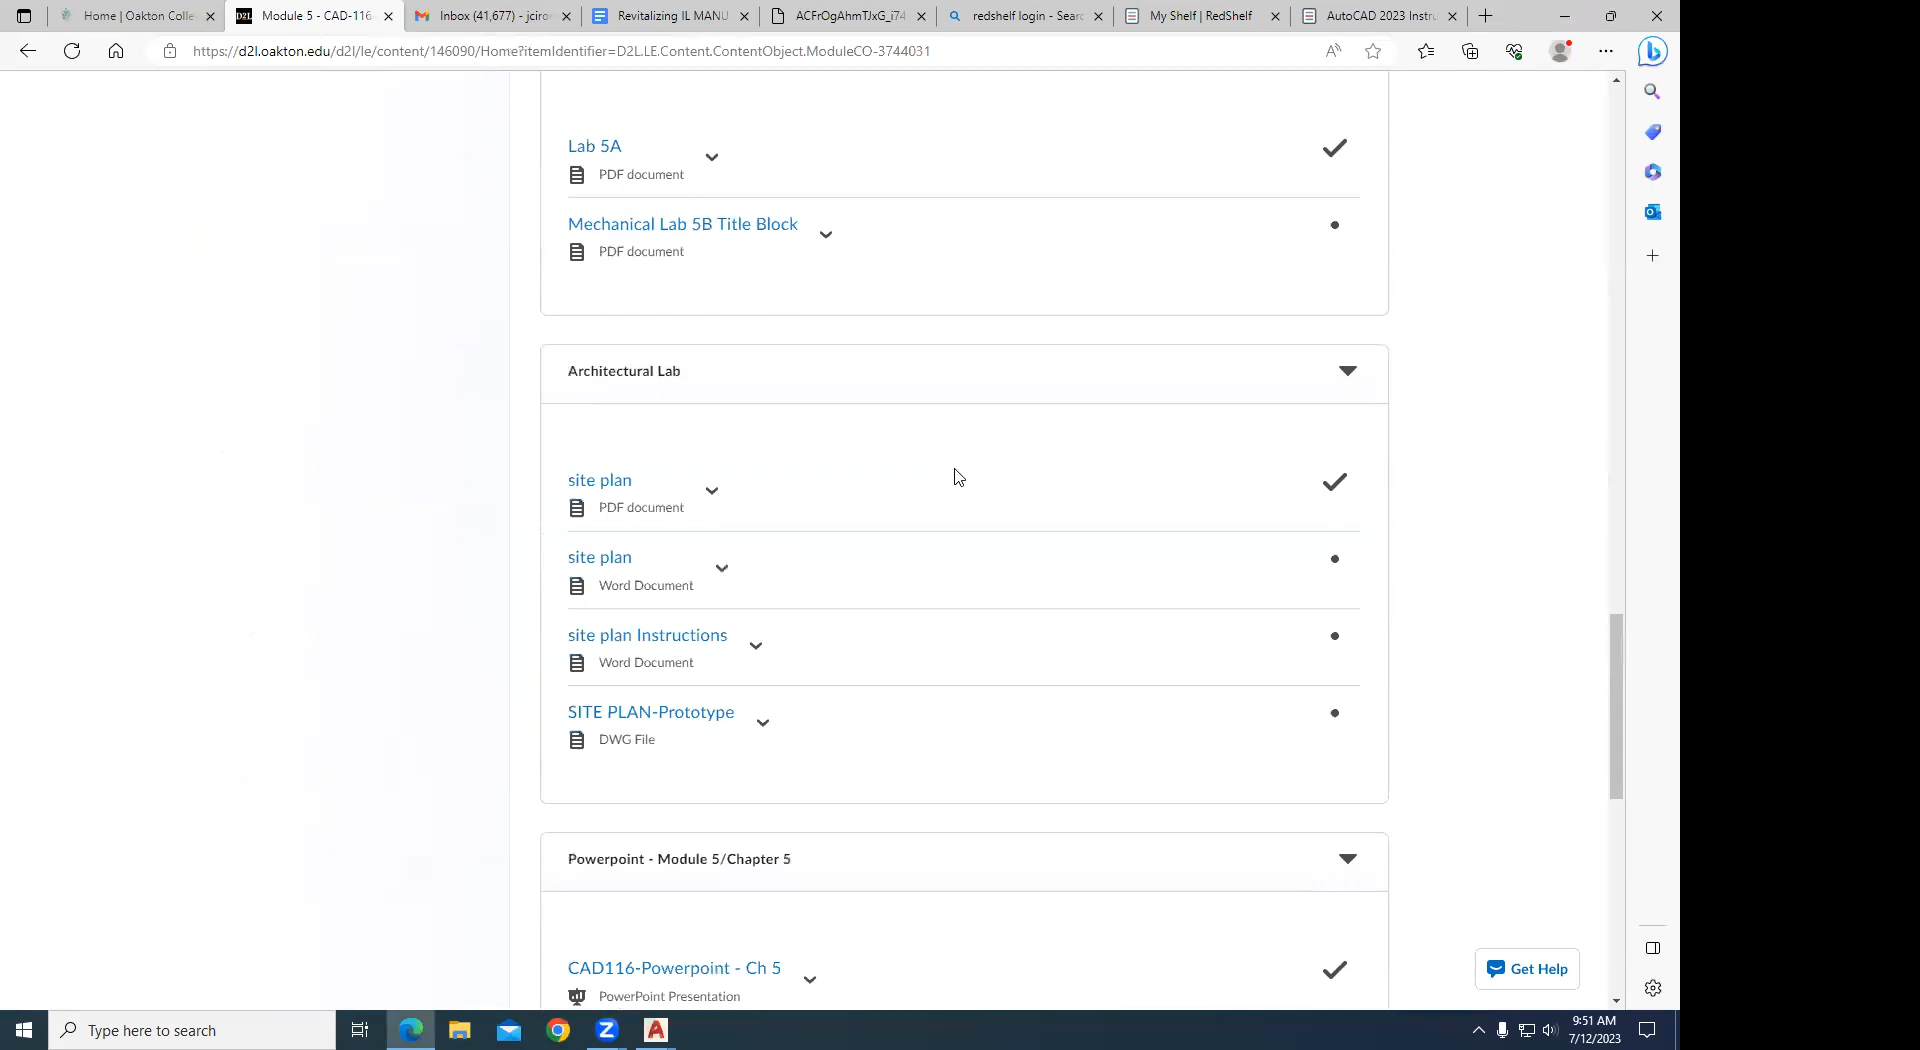 Home | Oakton Colle
D2L Module 5 - CAD-116-
Inbox (41,677) - jciro
Revitalizing IL MANU
ACFrOgAhmTJxG_i74
redshelf login - Searc
My Shelf | RedShelf
AutoCAD 2023 Instru
https://d2l.oakton.edu/d2l/le/content/146090/Home?itemIdentifier=D2L.LE.Content.ContentObject.ModuleCO-3744031
Lab 5A
PDF document
Mechanical Lab 5B Title Block
PDF document
Architectural Lab
site plan
PDF document
site plan
Word Document
site plan Instructions
Word Document
SITE PLAN-Prototype
DWG File
Powerpoint - Module 5/Chapter 5
CAD116-Powerpoint - Ch 5
PowerPoint Presentation
Get Help
Type here to search
9:51 AM
7/12/2023